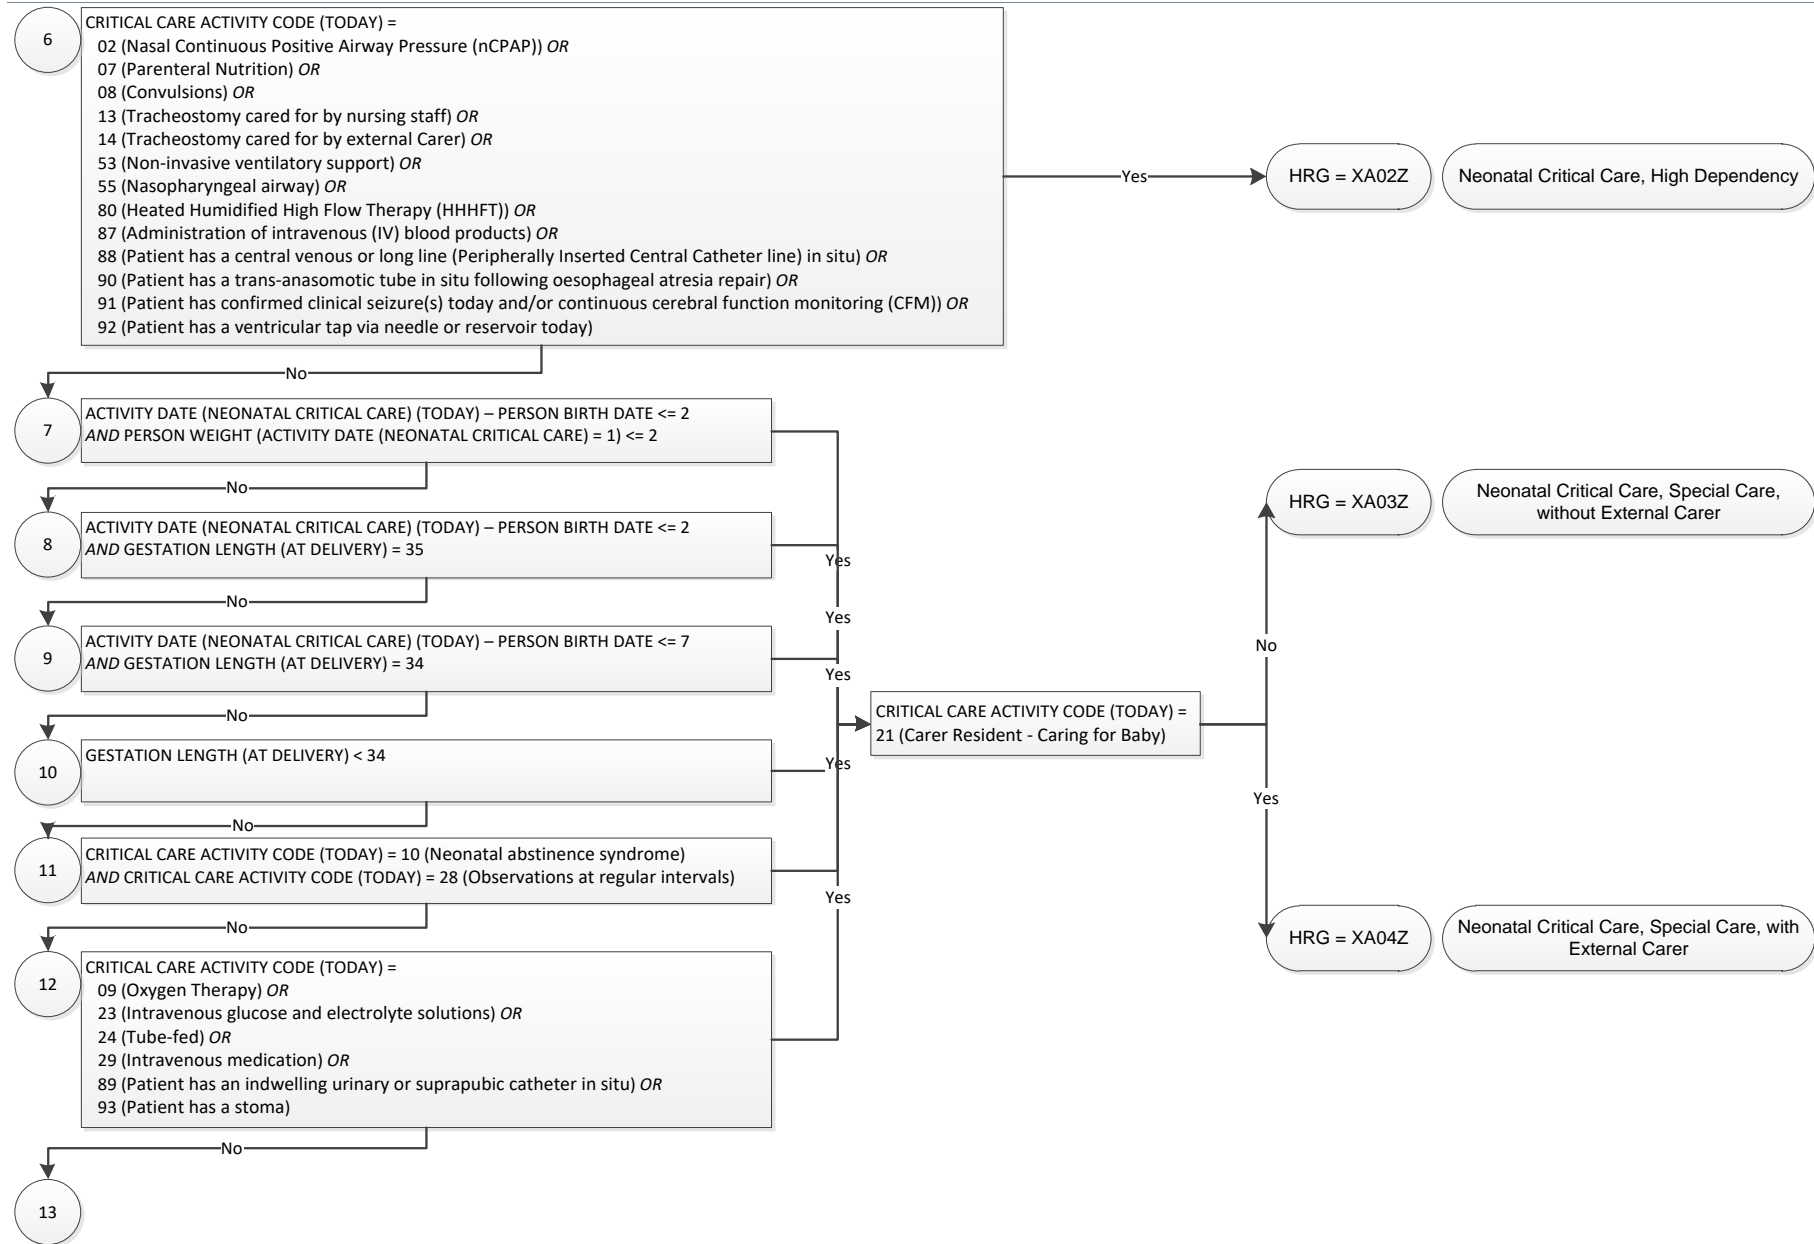 6
CRITICAL CARE ACTIVITY CODE (TODAY) =
02 (Nasal Continuous Positive Airway Pressure (nCPAP)) OR
07 (Parenteral Nutrition) OR
08 (Convulsions) OR
13 (Tracheostomy cared for by nursing staff) OR
14 (Tracheostomy cared for by external Carer) OR
53 (Non-invasive ventilatory support) OR
55 (Nasopharyngeal airway) OR
80 (Heated Humidified High Flow Therapy (HHHFT)) OR
87 (Administration of intravenous (IV) blood products) OR
88 (Patient has a central venous or long line (Peripherally Inserted Central Catheter line) in situ) OR
90 (Patient has a trans-anasomotic tube in situ following oesophageal atresia repair) OR
91 (Patient has confirmed clinical seizure(s) today and/or continuous cerebral function monitoring (CFM)) OR
92 (Patient has a ventricular tap via needle or reservoir today)
Yes
HRG = XA02Z
Neonatal Critical Care, High Dependency
No
7
ACTIVITY DATE (NEONATAL CRITICAL CARE) (TODAY) – PERSON BIRTH DATE <= 2
AND PERSON WEIGHT (ACTIVITY DATE (NEONATAL CRITICAL CARE) = 1) <= 2
No
8
ACTIVITY DATE (NEONATAL CRITICAL CARE) (TODAY) – PERSON BIRTH DATE <= 2
AND GESTATION LENGTH (AT DELIVERY) = 35
Yes
No
9
ACTIVITY DATE (NEONATAL CRITICAL CARE) (TODAY) – PERSON BIRTH DATE <= 7
AND GESTATION LENGTH (AT DELIVERY) = 34
Yes
Yes
No
10
GESTATION LENGTH (AT DELIVERY) < 34
Yes
No
11
CRITICAL CARE ACTIVITY CODE (TODAY) = 10 (Neonatal abstinence syndrome)
AND CRITICAL CARE ACTIVITY CODE (TODAY) = 28 (Observations at regular intervals)
Yes
No
12
CRITICAL CARE ACTIVITY CODE (TODAY) =
09 (Oxygen Therapy) OR
23 (Intravenous glucose and electrolyte solutions) OR
24 (Tube-fed) OR
29 (Intravenous medication) OR
89 (Patient has an indwelling urinary or suprapubic catheter in situ) OR
93 (Patient has a stoma)
No
13
CRITICAL CARE ACTIVITY CODE (TODAY) =
21 (Carer Resident - Caring for Baby)
No
HRG = XA03Z
Neonatal Critical Care, Special Care,
without External Carer
Yes
HRG = XA04Z
Neonatal Critical Care, Special Care, with
External Carer